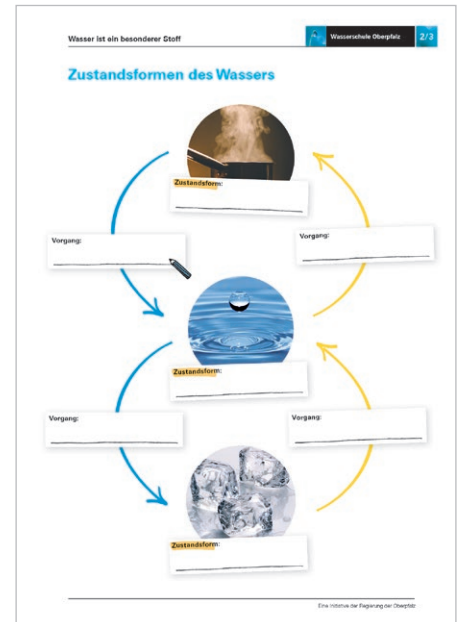 Wasser ist ein besonderer Stoff
Wasserschule Oberpfalz 2/3
Zustandsformen des Wassers
Zustandsform:
Vorgang:
Vorgang:
Zustandsform:
Vorgang:
Vorgang:
Zustandsform:
Eine Initiative der Regierung der Oberpfalz